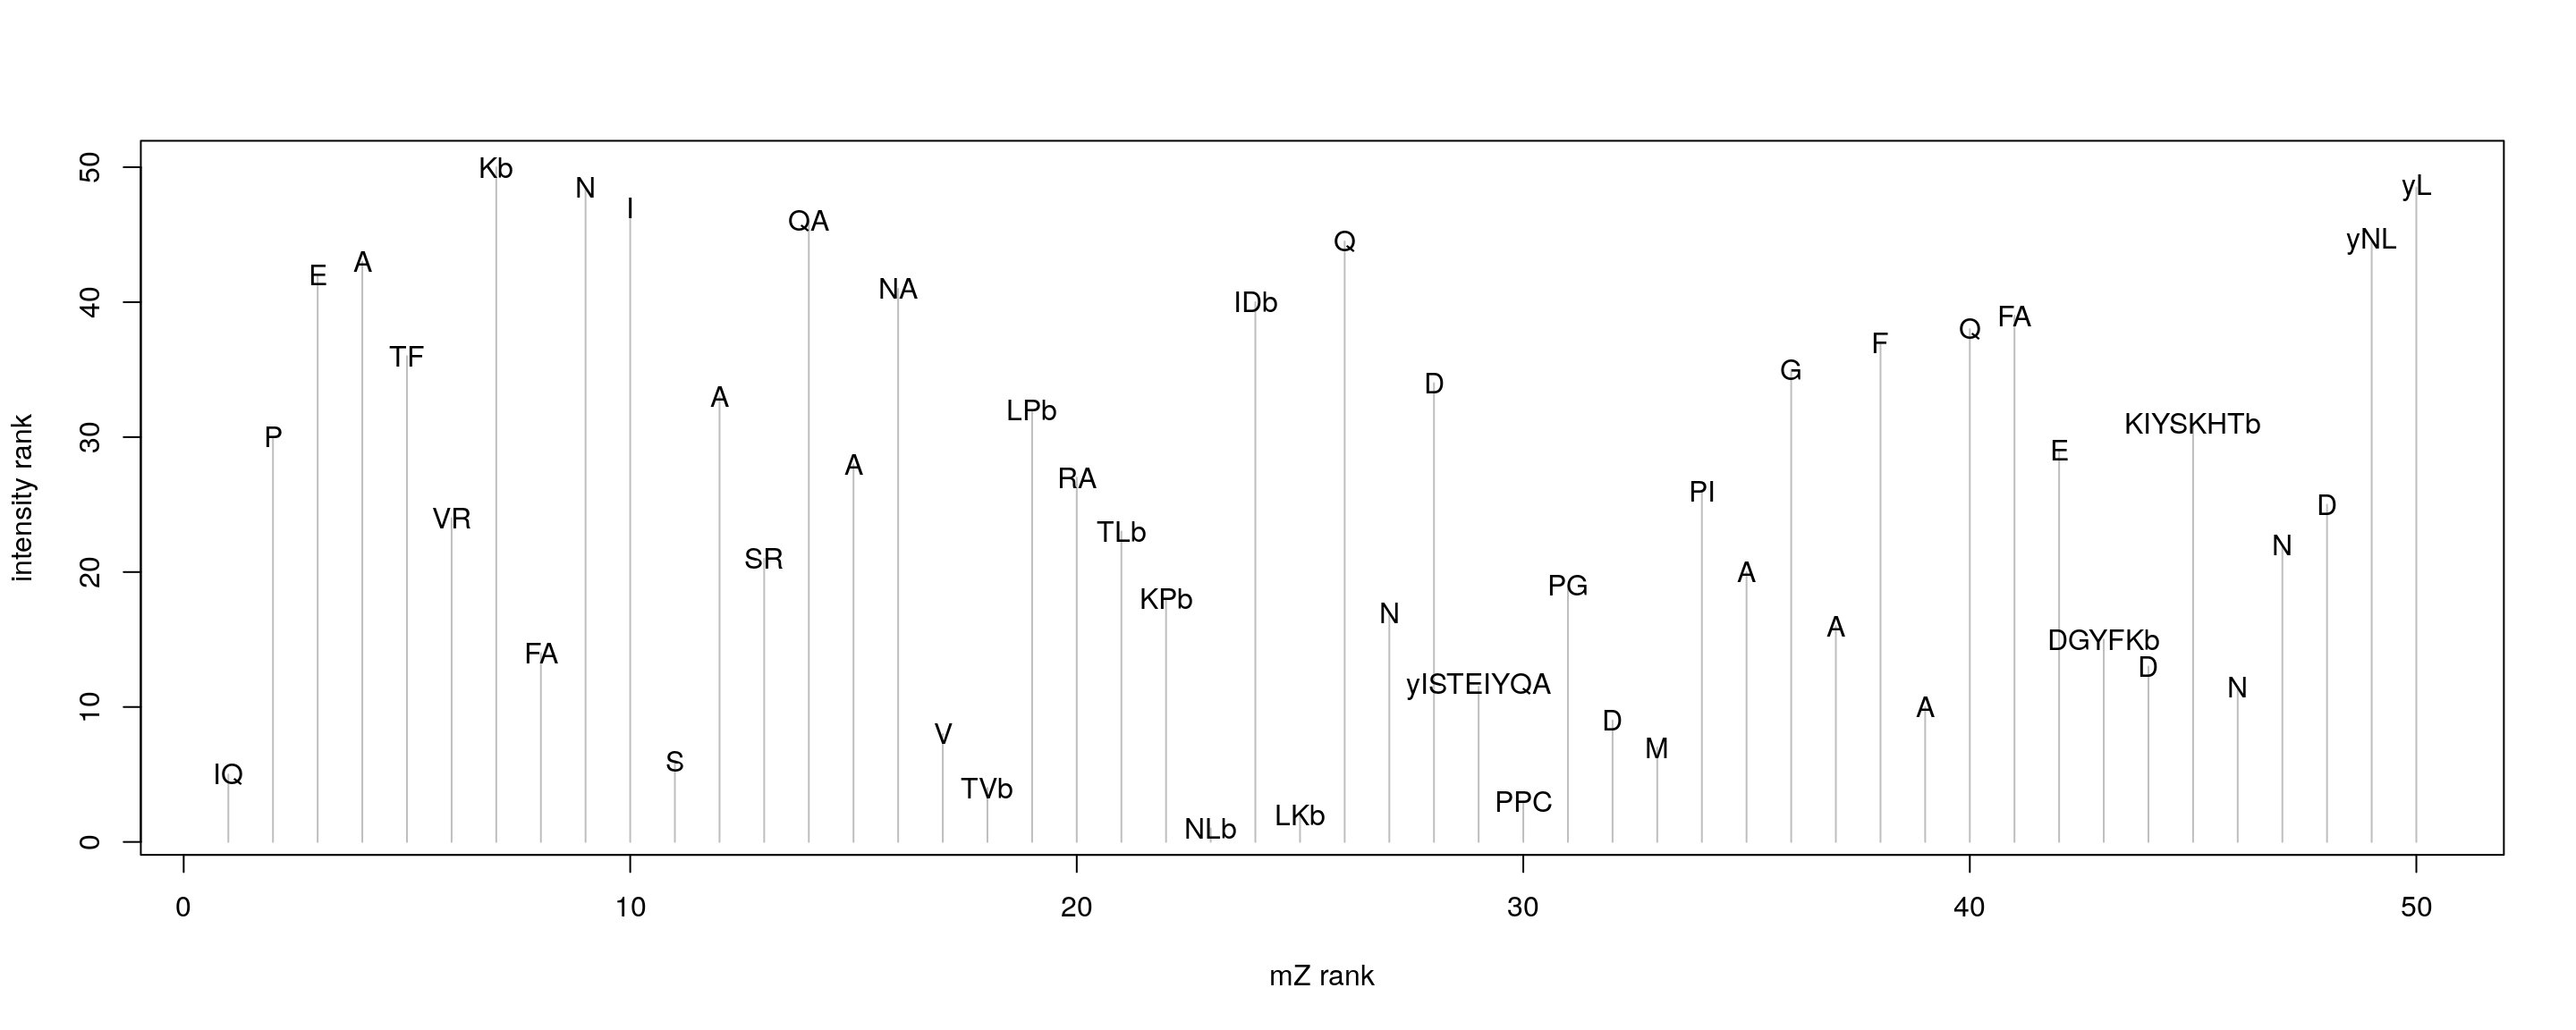 50
40
30
20
10
0
intensity rank
IQ
P
E
A
TF
VR
Kb
FA
N
I
S
A
SR
QA
A
NA
V
TVb
LPb
RA
TLb
KPb
NLb
IDb
LKb
Q
N
D
yISTEIYQA
PPC
PG
D
M
PI
A
G
A
F
A
Q
FA
E
DGYFKb
D
KIYSKHTb
N
N
D
yNL
yL
0
10
20
30
40
50
mZ rank